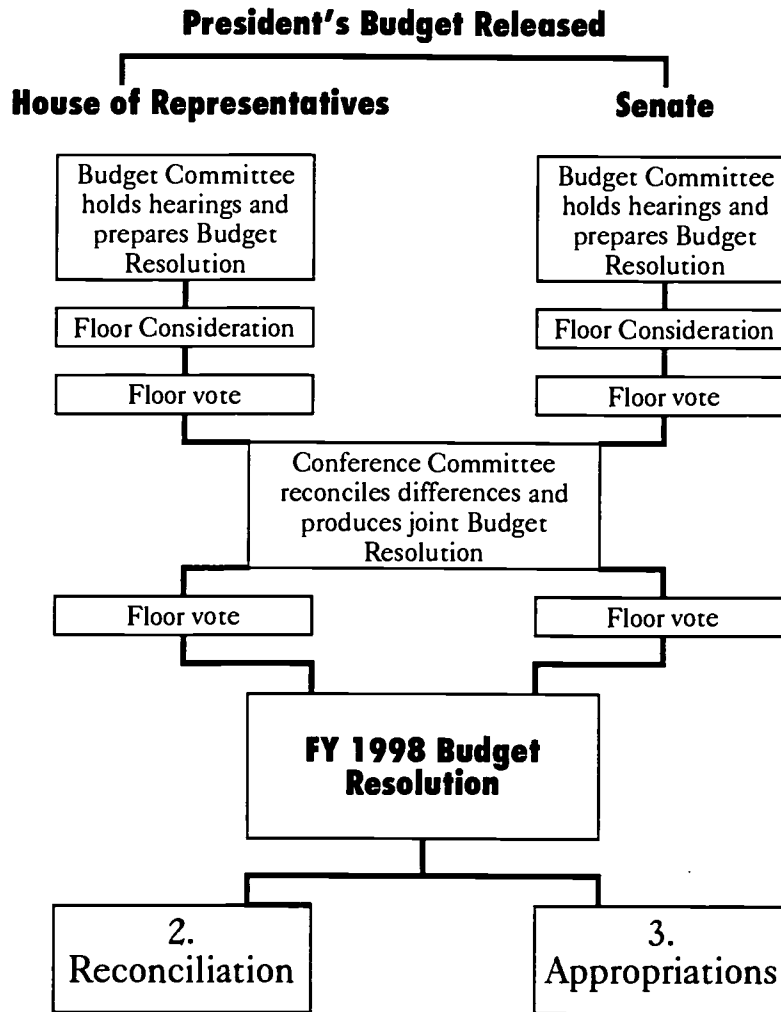 President's Budget Released
House of Representatives
Senate
Budget Committee
holds hearings and
prepares Budget
Resolution
Budget Committee
holds hearings and
prepares Budget
Resolution
Floor Consideration
Floor Consideration
Floor vote
Floor vote
Conference Committee
reconciles differences and
produces joint Budget
Resolution
Floor vote
Floor vote
FY 1998 Budget
Resolution
2.
Reconciliation
3.
Appropriations